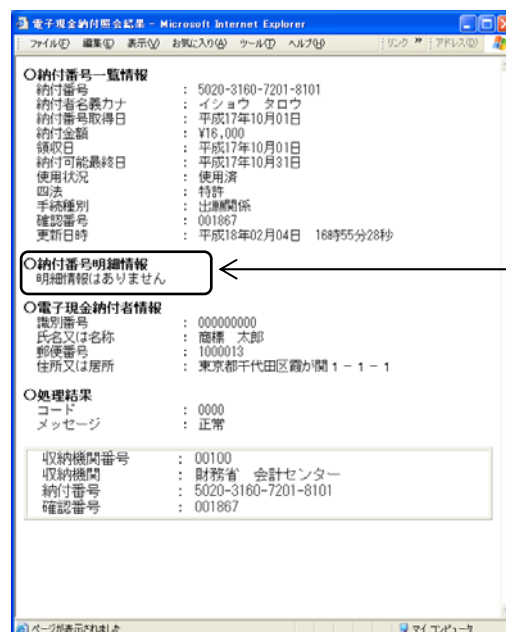 電子現金納付照会結果 - Microsoft Internet Explorer
ファイル(F) 編集(E) 表示(V) お気に入り(A) ツール(T) ヘルプ(H) リンク » アドレス(D)
○納付番号一覧情報
納付番号 : 5020-3160-7201-8101
納付者名義カナ : イショウ タロウ
納付番号取得日 : 平成17年10月01日
納付金額 : ¥16,000
領収日 : 平成17年10月01日
納付可能最終日 : 平成17年10月31日
使用状況 : 使用済
四法 : 特許
手続種別 : 出願関係
確認番号 : 001867
更新日時 : 平成18年02月04日 16時55分28秒
○納付番号明細情報
明細情報はありません
○電子現金納付者情報
識別番号 : 000000000
氏名又は名称 : 商標 太郎
郵便番号 : 1000013
住所又は居所 : 東京都千代田区霞が関1-1-1
○処理結果
コード : 0000
メッセージ : 正常
収納機関番号 : 00100
収納機関 : 財務省 会計センター
納付番号 : 5020-3160-7201-8101
確認番号 : 001867
ページが表示されました マイ コンピュータ